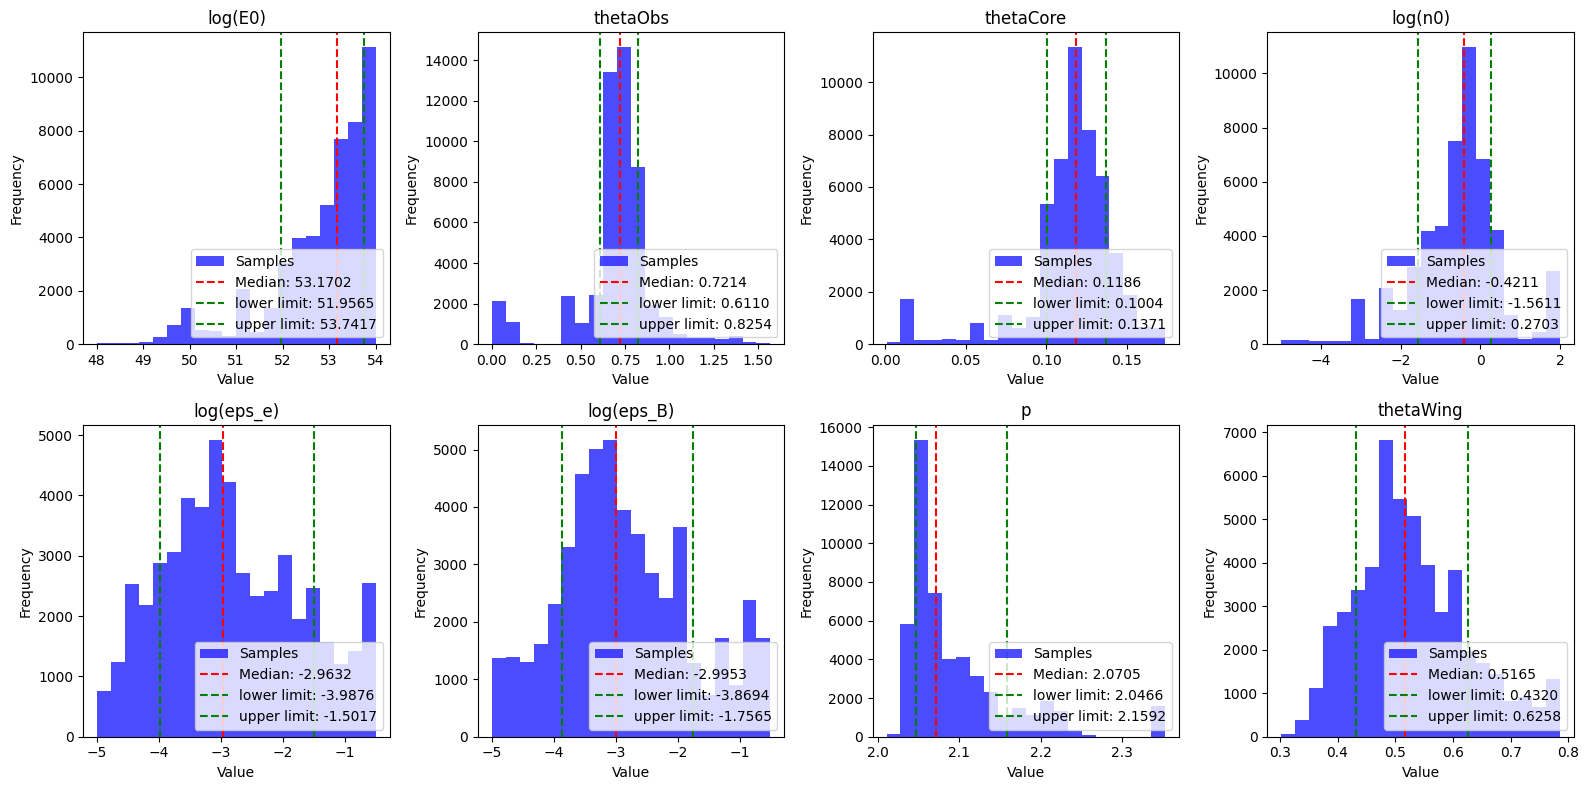 log(E0)
Frequency
10000
8000
6000
4000
2000
0
48 49 50 51 52 53 54
Value
Samples
Median: 53.1702
lower limit: 51.9565
upper limit: 53.7417
thetaObs
Frequency
14000
12000
10000
8000
6000
4000
2000
0
0.00 0.25 0.50 0.75 1.00 1.25 1.50
Value
Samples
Median: 0.7214
lower limit: 0.6110
upper limit: 0.8254
thetaCore
Frequency
12000
10000
8000
6000
4000
2000
0
0.00 0.05 0.10 0.15
Value
Samples
Median: 0.1186
lower limit: 0.1004
upper limit: 0.1371
log(n0)
Frequency
10000
8000
6000
4000
2000
0
−4 −2 0 2
Value
Samples
Median: -0.4211
lower limit: -1.5611
upper limit: 0.2703
log(eps_e)
Frequency
5000
4000
3000
2000
1000
0
−5 −4 −3 −2 −1
Value
Samples
Median: -2.9632
lower limit: -3.9876
upper limit: -1.5017
log(eps_B)
Frequency
5000
4000
3000
2000
1000
0
−5 −4 −3 −2 −1
Value
Samples
Median: -2.9953
lower limit: -3.8694
upper limit: -1.7565
p
Frequency
16000
14000
12000
10000
8000
6000
4000
2000
0
2.0 2.1 2.2 2.3
Value
Samples
Median: 2.0705
lower limit: 2.0466
upper limit: 2.1592
thetaWing
Frequency
7000
6000
5000
4000
3000
2000
1000
0
0.3 0.4 0.5 0.6 0.7 0.8
Value
Samples
Median: 0.5165
lower limit: 0.4320
upper limit: 0.6258